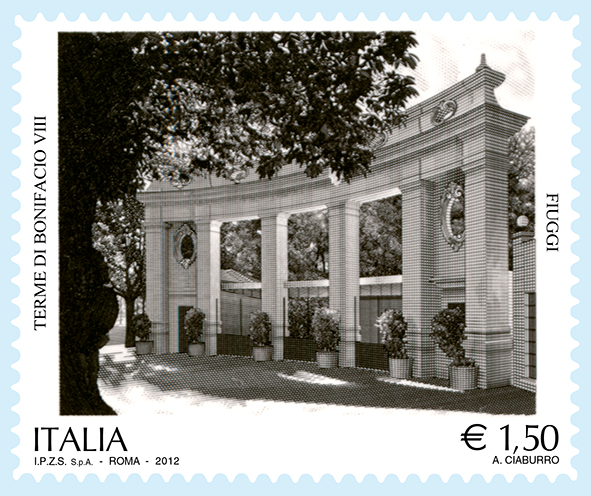 TERME DI BONIFACIO VIII
FIUGGI
ITALIA
€ 1,50
I.P.Z.S. S.p.A. - ROMA - 2012
A. CIABURRO